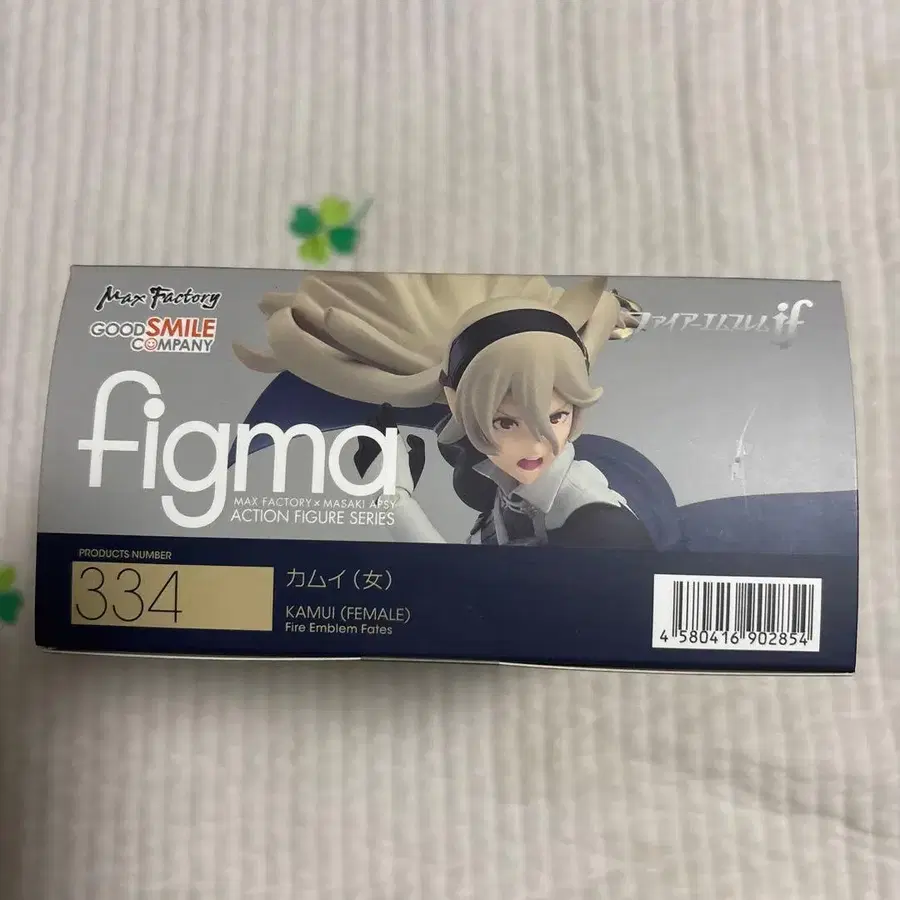 Max Factory
GOOD SMILE
COMPANY
ファイアーエムブレムif
figma
MAX FACTORY × MASAKI APSY
ACTION FiGURE SERIES
PRODUCTS NUMBER
334
カムイ（女）
KAMUI (FEMALE)
Fire Emblem Fates
4 580416 902854